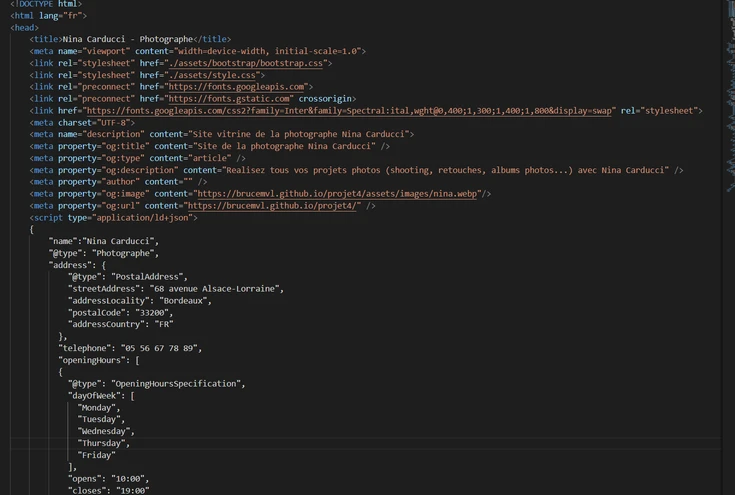 <!DOCTYPE html>
<html lang="fr">
<head>
<title>Nina Carducci - Photographe</title>
<meta name="viewport" content="width=device-width, initial-scale=1.0">
<link rel="stylesheet" href="./assets/bootstrap/bootstrap.css">
<link rel="stylesheet" href="./assets/style.css">
<link rel="preconnect" href="https://fonts.googleapis.com">
<link rel="preconnect" href="https://fonts.gstatic.com" crossorigin>
<link href="https://fonts.googleapis.com/css2?family=Inter&family=Spectral:ital,wght@0,400;1,300;1,400;1,800&display=swap" rel="stylesheet">
<meta charset="UTF-8">
<meta name="description" content="Site vitrine de la photographe Nina Carducci">
<meta property="og:title" content="Site de la photographe Nina Carducci" />
<meta property="og:type" content="article" />
<meta property="og:description" content="Realisez tous vos projets photos (shooting, retouches, albums photos...) avec Nina Carducci" />
<meta property="author" content="" />
<meta property="og:image" content="https://brucemvl.github.io/projet4/assets/images/nina.webp"/>
<meta property="og:url" content="https://brucemvl.github.io/projet4/" />
<script type="application/ld+json">
{
"name":"Nina Carducci",
"@type": "Photographe",
"address": {
"@type": "PostalAddress",
"streetAddress": "68 avenue Alsace-Lorraine",
"addressLocality": "Bordeaux",
"postalCode": "33200",
"addressCountry": "FR"
},
"telephone": "05 56 67 78 89",
"openingHours": [
{
"@type": "OpeningHoursSpecification",
"dayOfWeek": [
"Monday",
"Tuesday",
"Wednesday",
"Thursday",
"Friday"
],
"opens": "10:00",
"closes": "19:00"